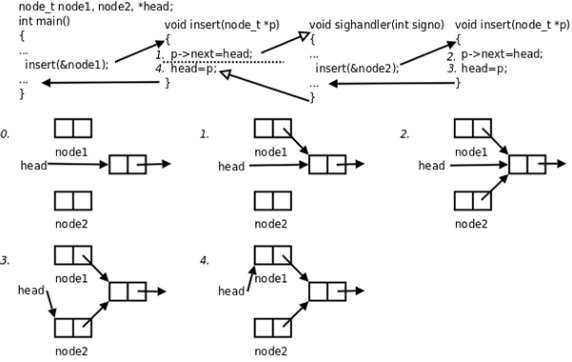 node_t node1, node2, *head;
int main()
{
...
insert(&node1);
...
}
void insert(node_t *p)
{
1. p->next=head;
4. head=p;
}
void sighandler(int signo)
{
...
insert(&node2);
...
}
void insert(node_t *p)
{
2. p->next=head;
3. head=p;
}
0.
node1
head
node2
1.
node1
head
node2
2.
node1
head
node2
3.
node1
head
node2
4.
node1
head
node2